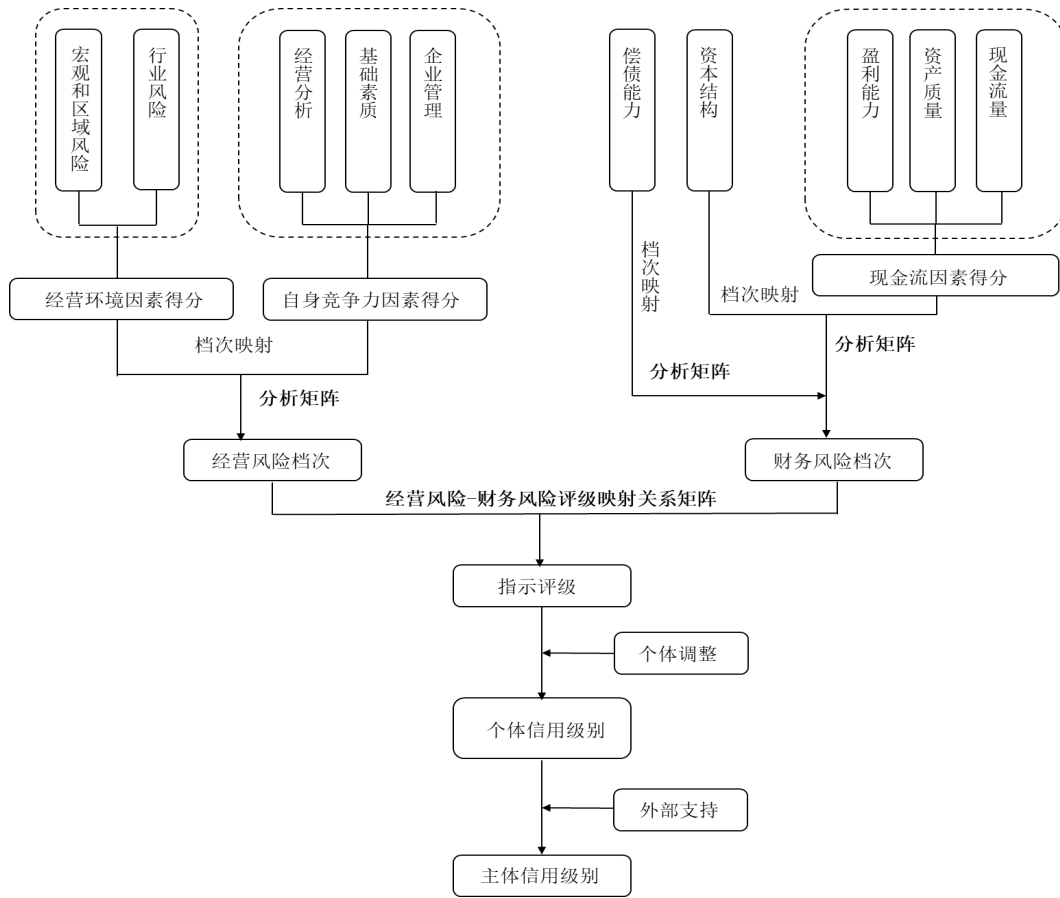 宏观和区域风险
行业风险
经营分析
基础素质
企业管理
偿债能力
资本结构
盈利能力
资产质量
现金流量
档次映射
现金流因素得分
经营环境因素得分
自身竞争力因素得分
档次映射
档次映射
分析矩阵
分析矩阵
分析矩阵
经营风险档次
财务风险档次
经营风险-财务风险评级映射关系矩阵
指示评级
个体调整
个体信用级别
外部支持
主体信用级别